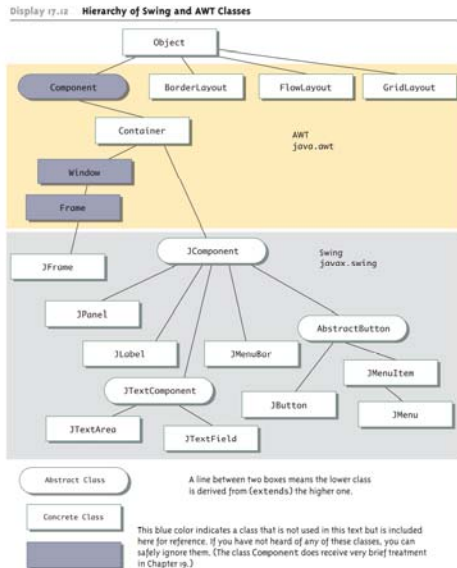 Display 17.12 Hierarchy of Swing and AWT Classes
Object
Component
BorderLayout
FlowLayout
GridLayout
Container
AWT
java.awt
Window
Frame
JFrame
JComponent
Swing
javax.swing
JPanel
AbstractButton
JLabel
JMenuBar
JMenuItem
JTextComponent
JButton
JMenu
JTextArea
JTextField
Abstract Class
A line between two boxes means the lower class
is derived from (extends) the higher one.
Concrete Class
This blue color indicates a class that is not used in this text but is included
here for reference. If you have not heard of any of these classes, you can
safely ignore them. (The class Component does receive very brief treatment
in Chapter 19.)